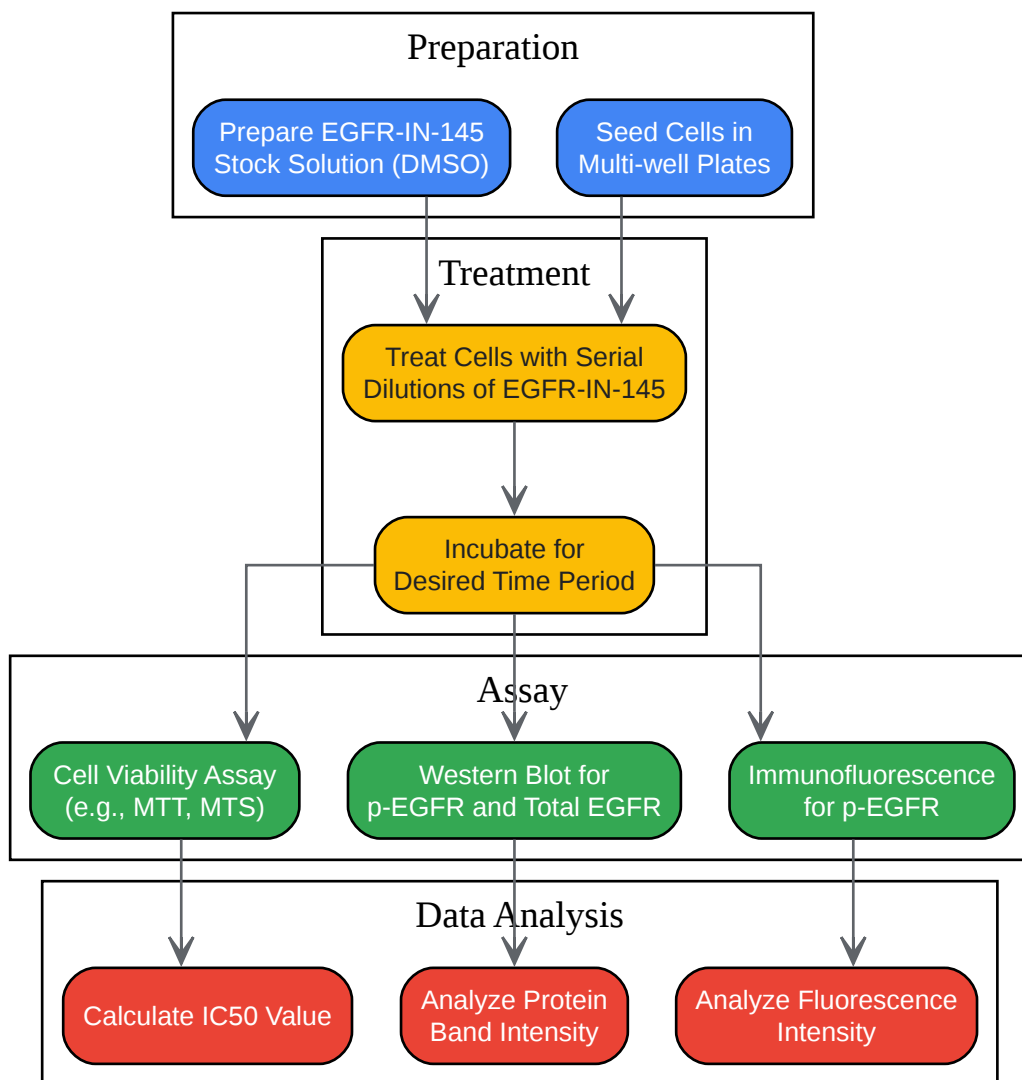 Preparation
Prepare EGFR-IN-145
Stock Solution (DMSO)
Seed Cells in
Multi-well Plates
Treatment
Treat Cells with Serial
Dilutions of EGFR-IN-145
Incubate for
Desired Time Period
Assay
Cell Viability Assay
(e.g., MTT, MTS)
Western Blot for
p-EGFR and Total EGFR
Immunofluorescence
for p-EGFR
Data Analysis
Calculate IC50 Value
Analyze Protein
Band Intensity
Analyze Fluorescence
Intensity